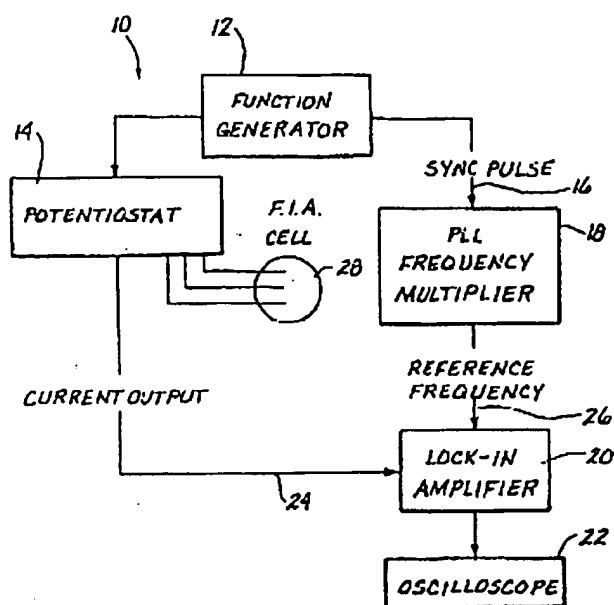 10
12
FUNCTION
GENERATOR
14
POTENTIOSTAT
SYNC PULSE
16
F.I.A.
CELL
28
PLL
FREQUENCY
MULTIPLIER
18
REFERENCE
FREQUENCY
26
CURRENT OUTPUT
24
LOCK-IN
AMPLIFIER
20
22
OSCILLOSCOPE